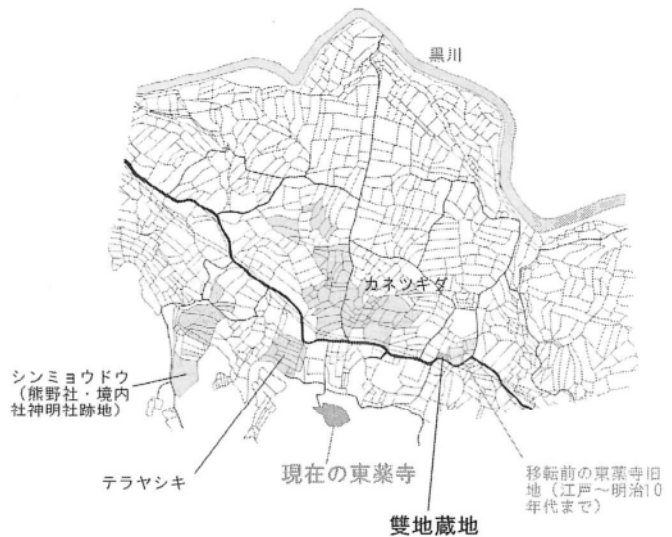 黒川
カネツキダ
シンミョウドウ
(熊野社・境内
社神明社跡地)
テラヤシキ
現在の東薬寺
移転前の東薬寺旧
地(江戸～明治10
年代まで)
雙地蔵地